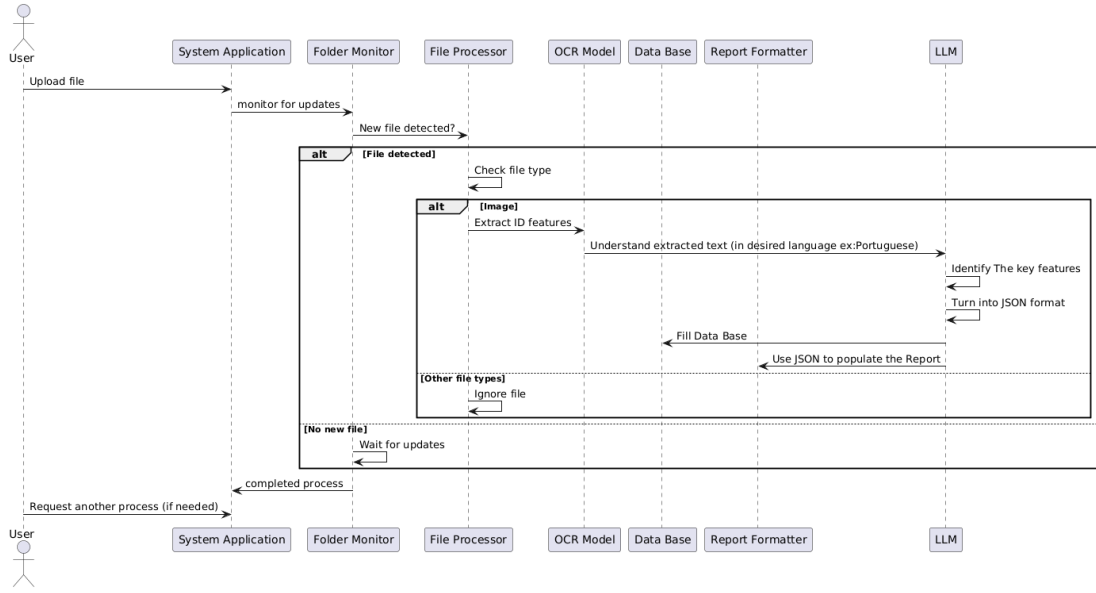 User
System Application
Folder Monitor
File Processor
OCR Model
Data Base
Report Formatter
LLM
Upload file
monitor for updates
New file detected?
alt
[File detected]
Check file type
alt
[Image]
Extract ID features
Understand extracted text (in desired language ex:Portuguese)
Identify The key features
Turn into JSON format
Fill Data Base
Use JSON to populate the Report
[Other file types]
Ignore file
[No new file]
Wait for updates
completed process
Request another process (if needed)
User
System Application
Folder Monitor
File Processor
OCR Model
Data Base
Report Formatter
LLM